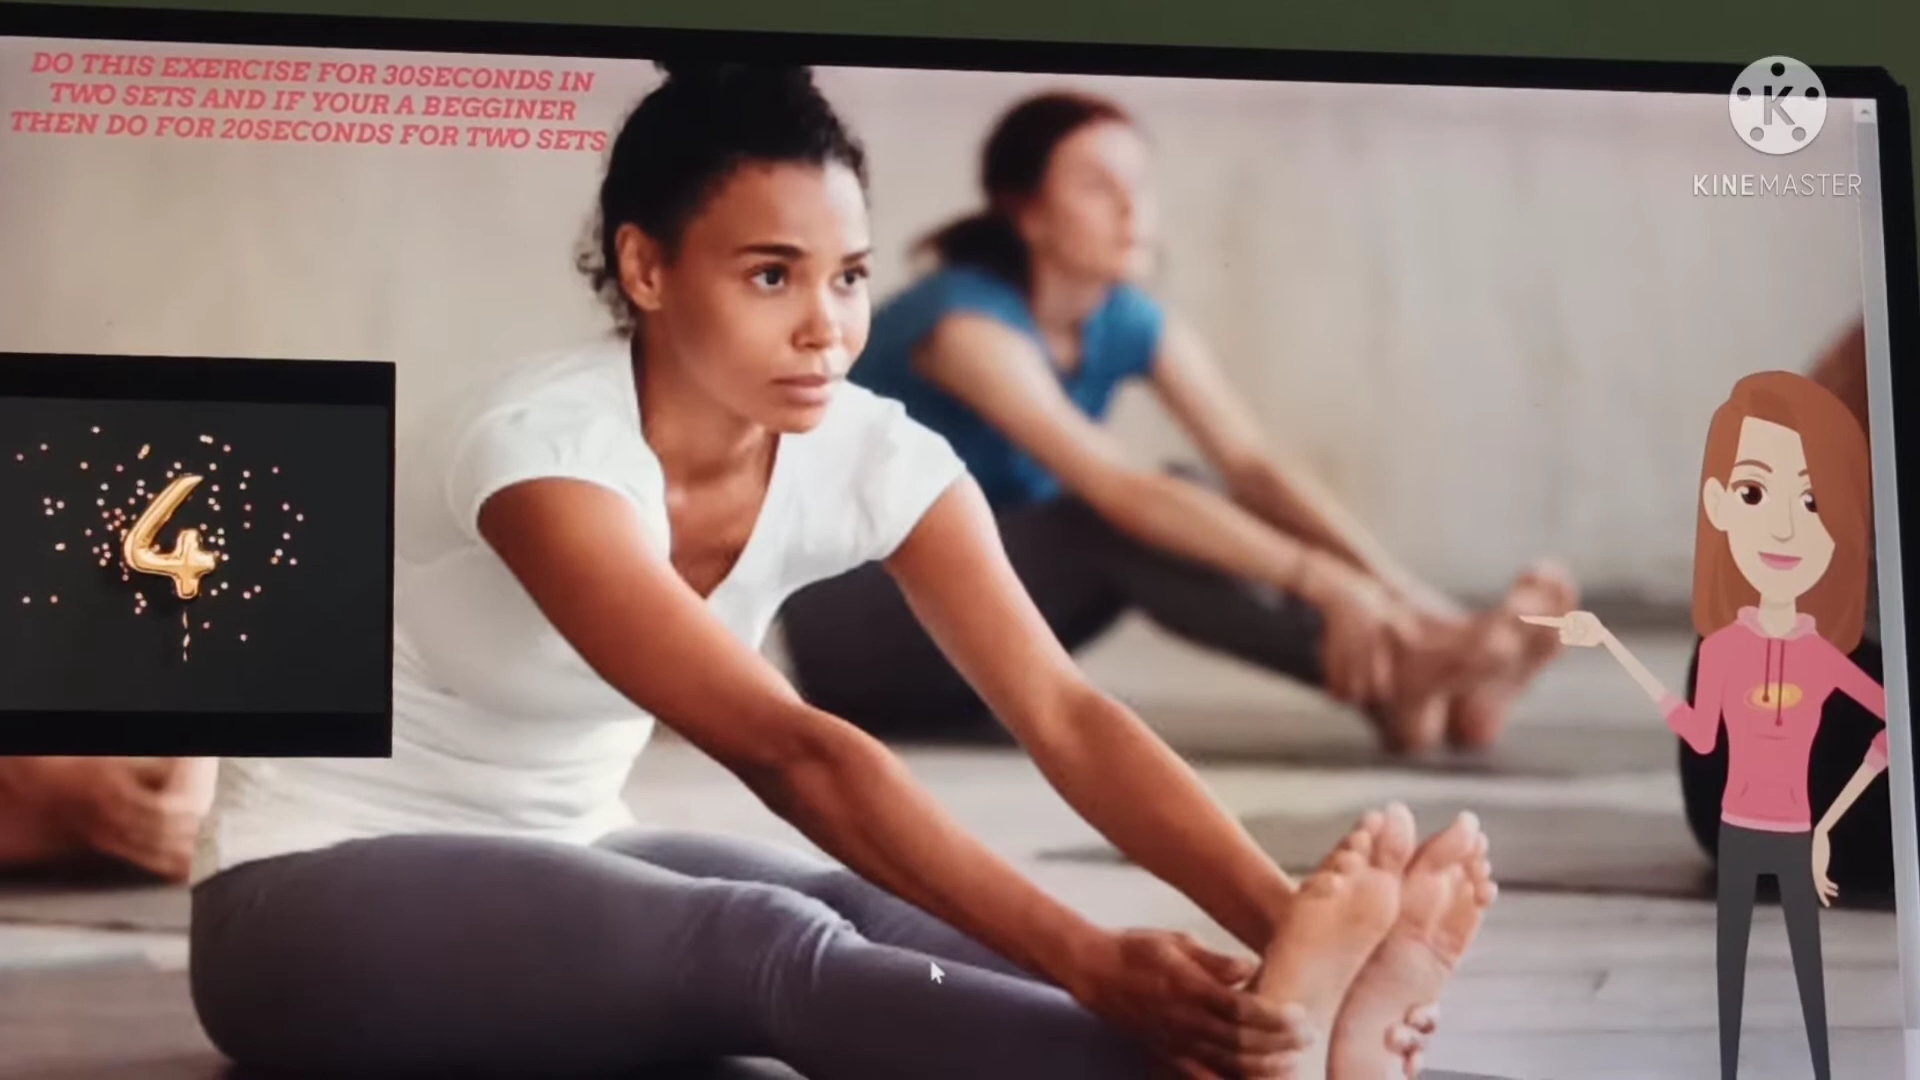 DO THIS EXERCISE FOR 30SECONDS IN
TWO SETS AND IF YOUR A BEGGINER
THEN DO FOR 20SECONDS FOR TWO SETS
4
K
KINEMASTER